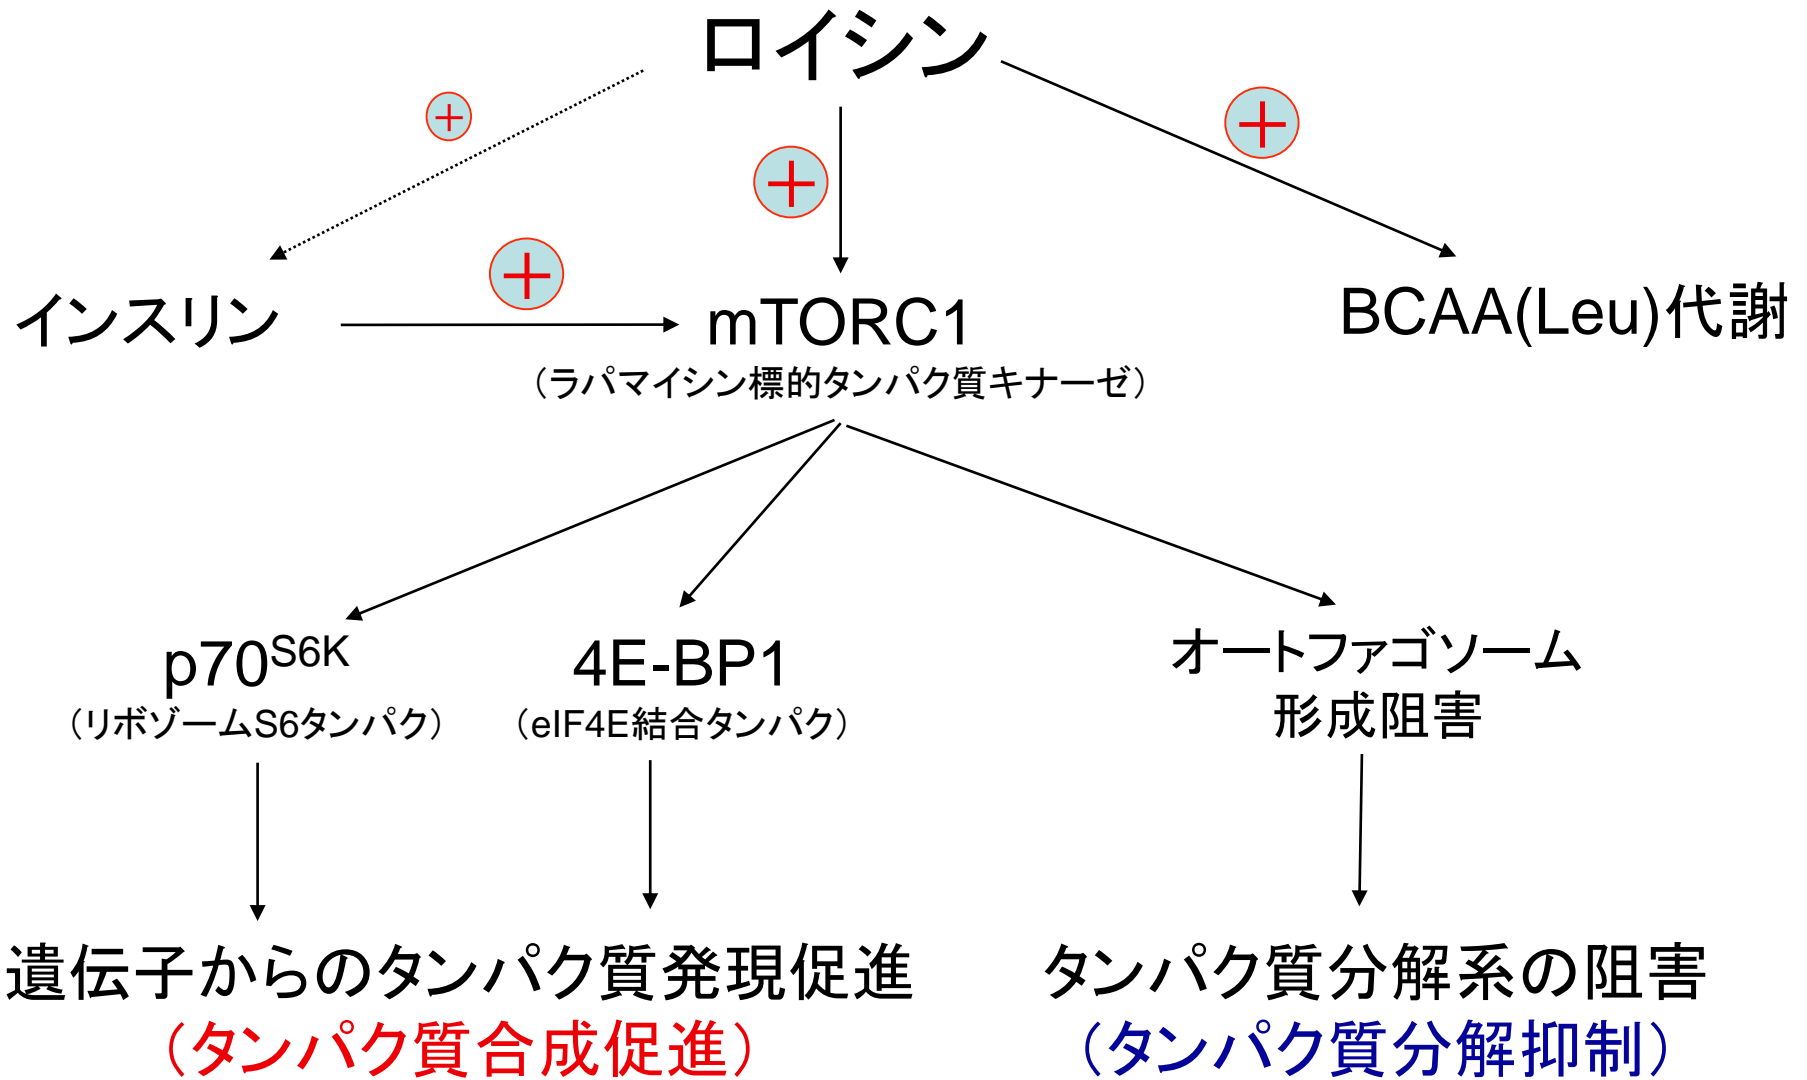 ロイシン
+
+
+
+
インスリン
mTORC1
BCAA(Leu)代謝
（ラパマイシン標的タンパク質キナーゼ）
p70S6K
4E-BP1
オートファゴソーム
形成阻害
（リボゾームS6タンパク）
（eIF4E結合タンパク）
遺伝子からのタンパク質発現促進
タンパク質分解系の阻害
（タンパク質合成促進）
（タンパク質分解抑制）